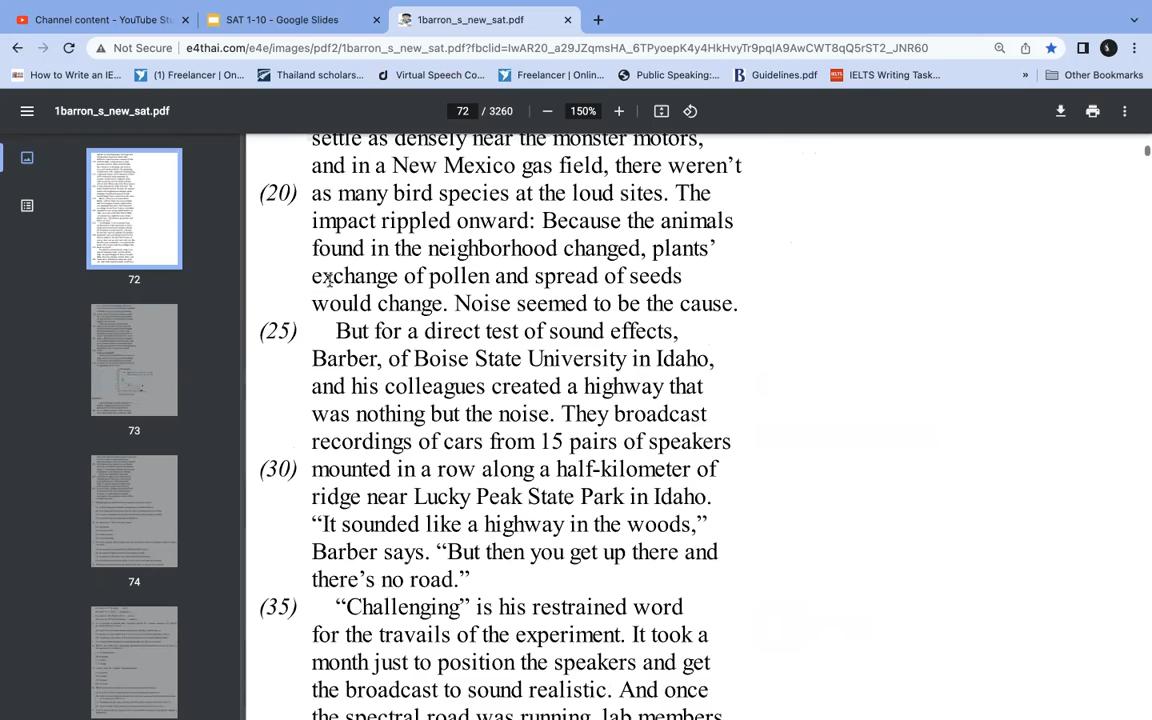 Channel content - YouTube St
SAT 1-10 - Google Slides
1barron_s_new_sat.pdf
Not Secure
e4thai.com/e4e/images/pdf2/1barron_s_new_sat.pdf?fbclid=IwAR20_a29JZqmsHA_6TPyoepK4y4HkHvyTr9pqIA9AwCWT8qQ5rST2_JNR60
How to Write an IE...
(1) Freelancer | On...
Thailand scholars...
Virtual Speech Co...
Freelancer | Onlin...
Public Speaking:...
Guidelines.pdf
IELTS Writing Task...
»
Other Bookmarks
1barron_s_new_sat.pdf
72 / 3260
150%
72
73
74
settle as densely near the monster motors,
and in a New Mexico gas field, there weren't
(20) as many bird species at the loud sites. The
impact rippled onward: Because the animals
found in the neighborhood changed, plants'
exchange of pollen and spread of seeds
would change. Noise seemed to be the cause.
(25) But for a direct test of sound effects,
Barber, of Boise State University in Idaho,
and his colleagues created a highway that
was nothing but the noise. They broadcast
recordings of cars from 15 pairs of speakers
(30) mounted in a row along a half-kilometer of
ridge near Lucky Peak State Park in Idaho.
“It sounded like a highway in the woods,”
Barber says. “But then you get up there and
there's no road.”
(35) “Challenging” is his restrained word
for the travails of the experiment. It took a
month just to position the speakers and get
the broadcast to sound realistic. And once
the spectral road was running, lab members